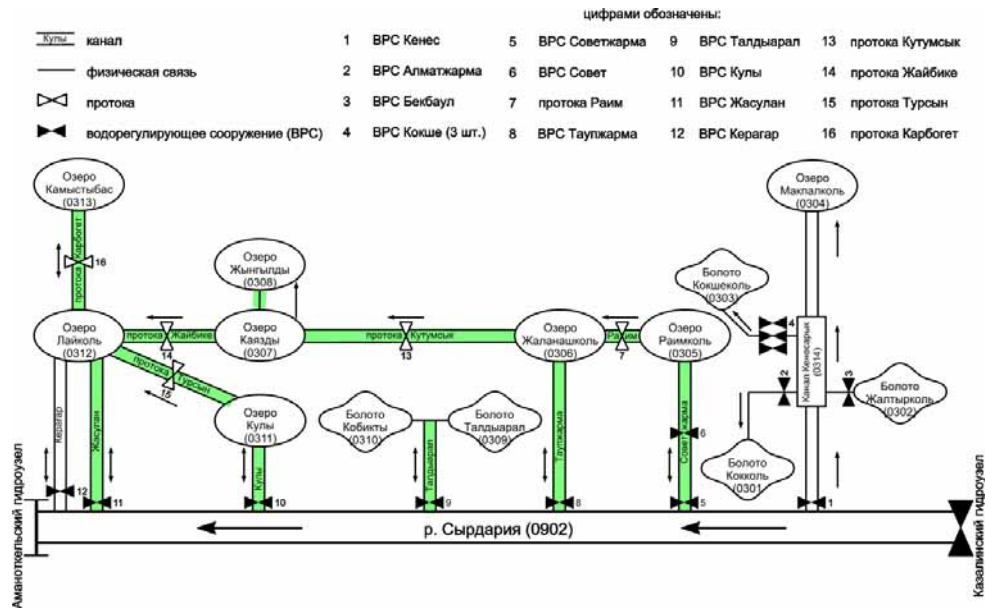 цифрами обозначены:
Кулы канал
физическая связь
протока
водорегулирующее сооружение (ВРС)
1 ВРС Кенес
2 ВРС Алматжарма
3 ВРС Бекбаул
4 ВРС Кокше (3 шт.)
5 ВРС Советжарма
6 ВРС Совет
7 протока Раим
8 ВРС Таупжарма
9 ВРС Талдыарал
10 ВРС Кулы
11 ВРС Жасулан
12 ВРС Керагар
13 протока Кутумсык
14 протока Жайбике
15 протока Турсын
16 протока Карбогет
Озеро
Камыстыбас
(0313)
протока Карбогет
16
Озеро
Жынгылды
(0308)
Озеро
Макпалколь
(0304)
Болото
Кокшеколь
(0303)
4
Озеро
Лайколь
(0312)
протока Жайбике
14
Озеро
Каязды
(0307)
протока Кутумсык
13
Озеро
Жаланашколь
(0306)
Раим
7
Озеро
Раимколь
(0305)
Канал Кенесарык
(0314)
2
3
Болото
Жалтырколь
(0302)
протока Турсын
15
Озеро
Кулы
(0311)
Болото
Кобикты
(0310)
Болото
Талдыарал
(0309)
Болото
Кокколь
(0301
Керагар
12
Жасулан
11
Кулы
10
Талдыарал
9
Таупжарма
8
Совет жарма
6
5
1
р. Сырдария (0902)
Аманоткельский гидроузел
Казалинский гидроузел